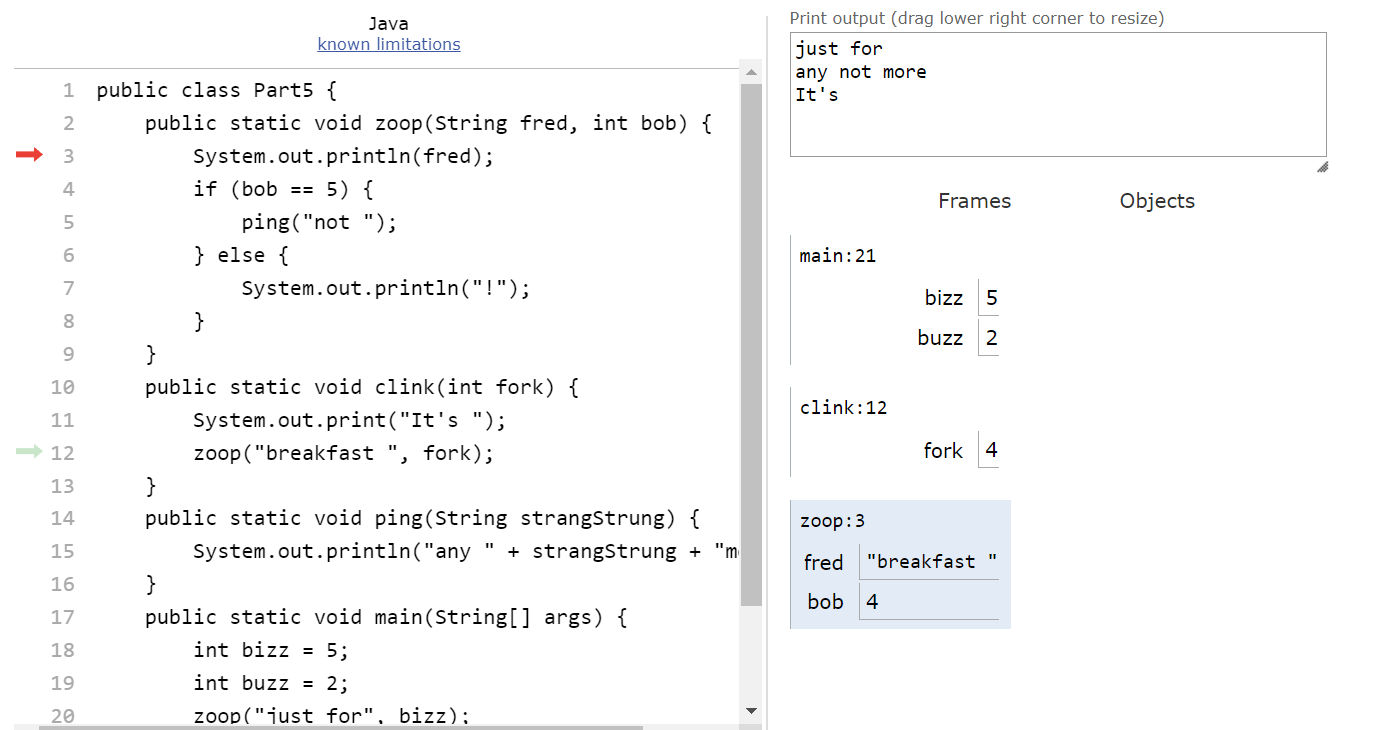 Java
known limitations
1 public class Part5 {
2 public static void zoop(String fred, int bob) {
3 System.out.println(fred);
4 if (bob == 5) {
5 ping("not ");
6 } else {
7 System.out.println("!");
8 }
9 }
10 public static void clink(int fork) {
11 System.out.print("It's ");
12 zoop("breakfast ", fork);
13 }
14 public static void ping(String strangStrung) {
15 System.out.println("any " + strangStrung + "m
16 }
17 public static void main(String[] args) {
18 int bizz = 5;
19 int buzz = 2;
20 zoop("just for", bizz);
Print output (drag lower right corner to resize)
just for
any not more
It's
Frames Objects
main:21
bizz 5
buzz 2
clink:12
fork 4
zoop:3
fred "breakfast "
bob 4